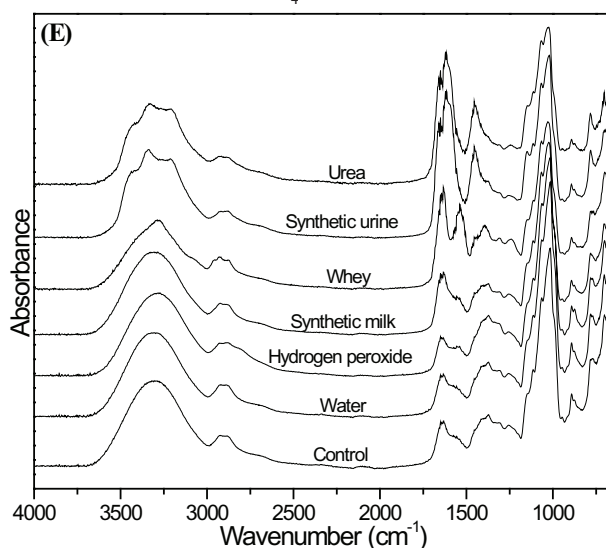 4
(E)
Urea
Synthetic urine
Whey
Synthetic milk
Hydrogen peroxide
Water
Control
Absorbance
4000 3500 3000 2500 2000 1500 1000
Wavenumber (cm⁻¹)